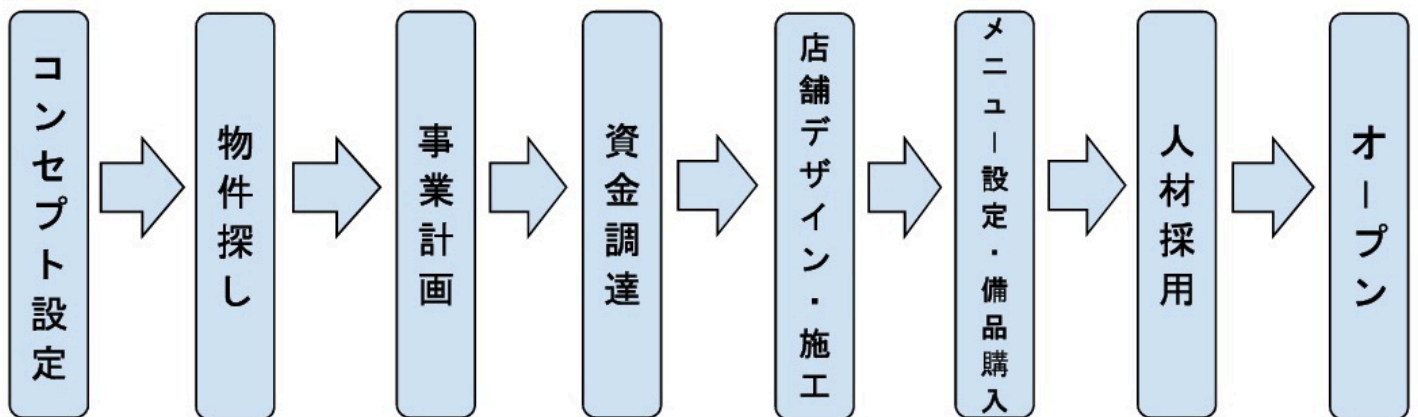 コンセプト設定
物件探し
事業計画
資金調達
店舗デザイン・施工
メニュー設定・備品購入
人材採用
オープン